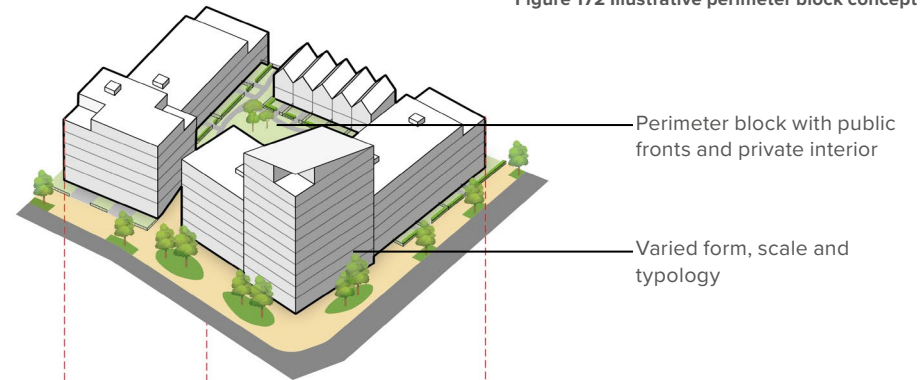 Figure 172 Illustrative perimeter block concept
Perimeter block with public
fronts and private interior
Varied form, scale and
typology